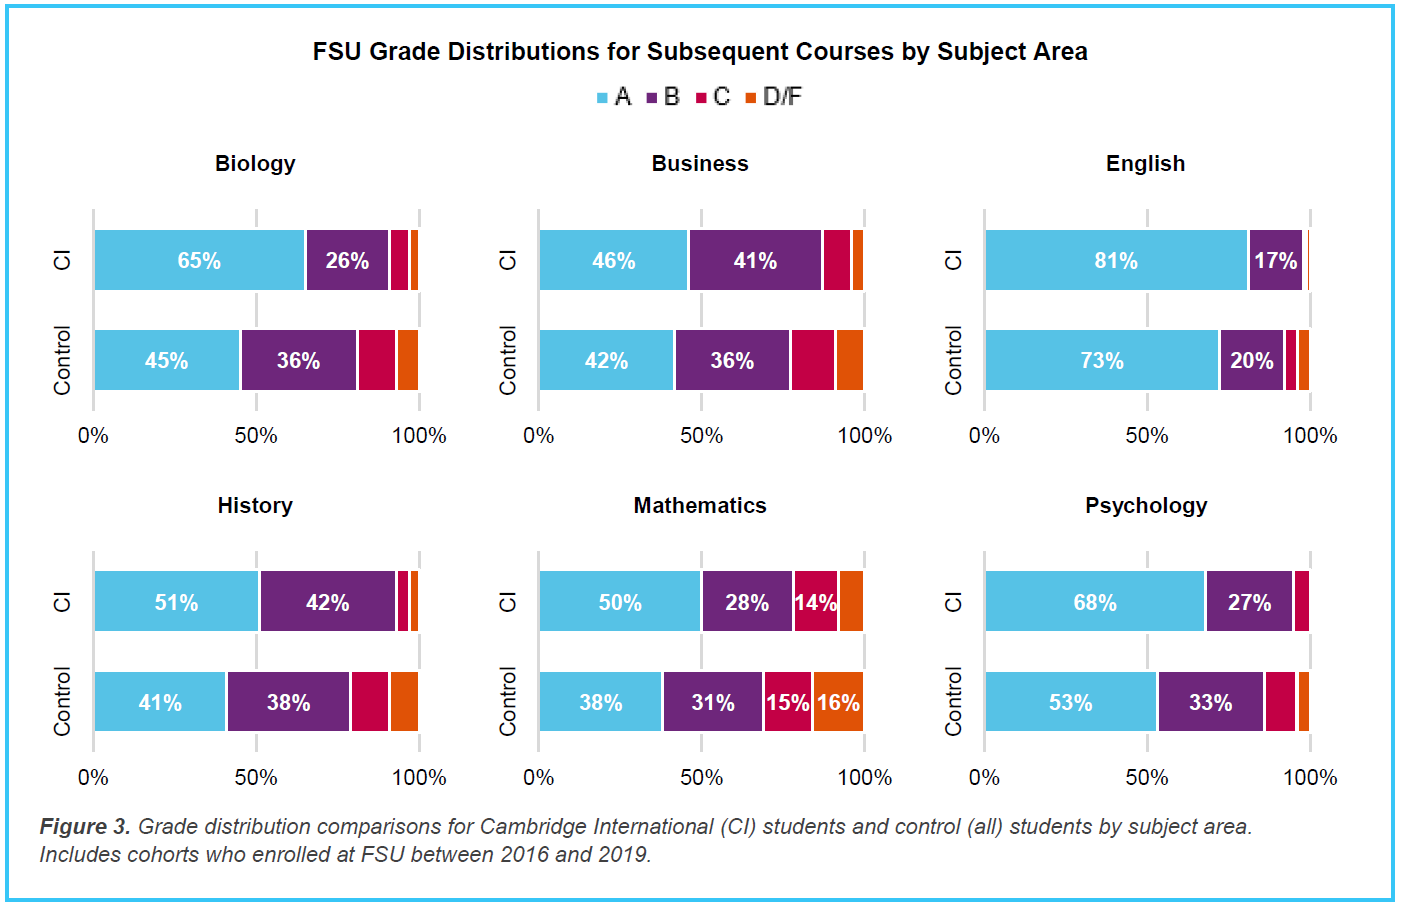 FSU Grade Distributions for Subsequent Courses by Subject Area
A B C D/F
Biology
CI
65% 26%
Control
45% 36%
0% 50% 100%
Business
CI
46% 41%
Control
42% 36%
0% 50% 100%
English
CI
81% 17%
Control
73% 20%
0% 50% 100%
History
CI
51% 42%
Control
41% 38%
0% 50% 100%
Mathematics
CI
50% 28% 14%
Control
38% 31% 15% 16%
0% 50% 100%
Psychology
CI
68% 27%
Control
53% 33%
0% 50% 100%
Figure 3. Grade distribution comparisons for Cambridge International (CI) students and control (all) students by subject area.
Includes cohorts who enrolled at FSU between 2016 and 2019.